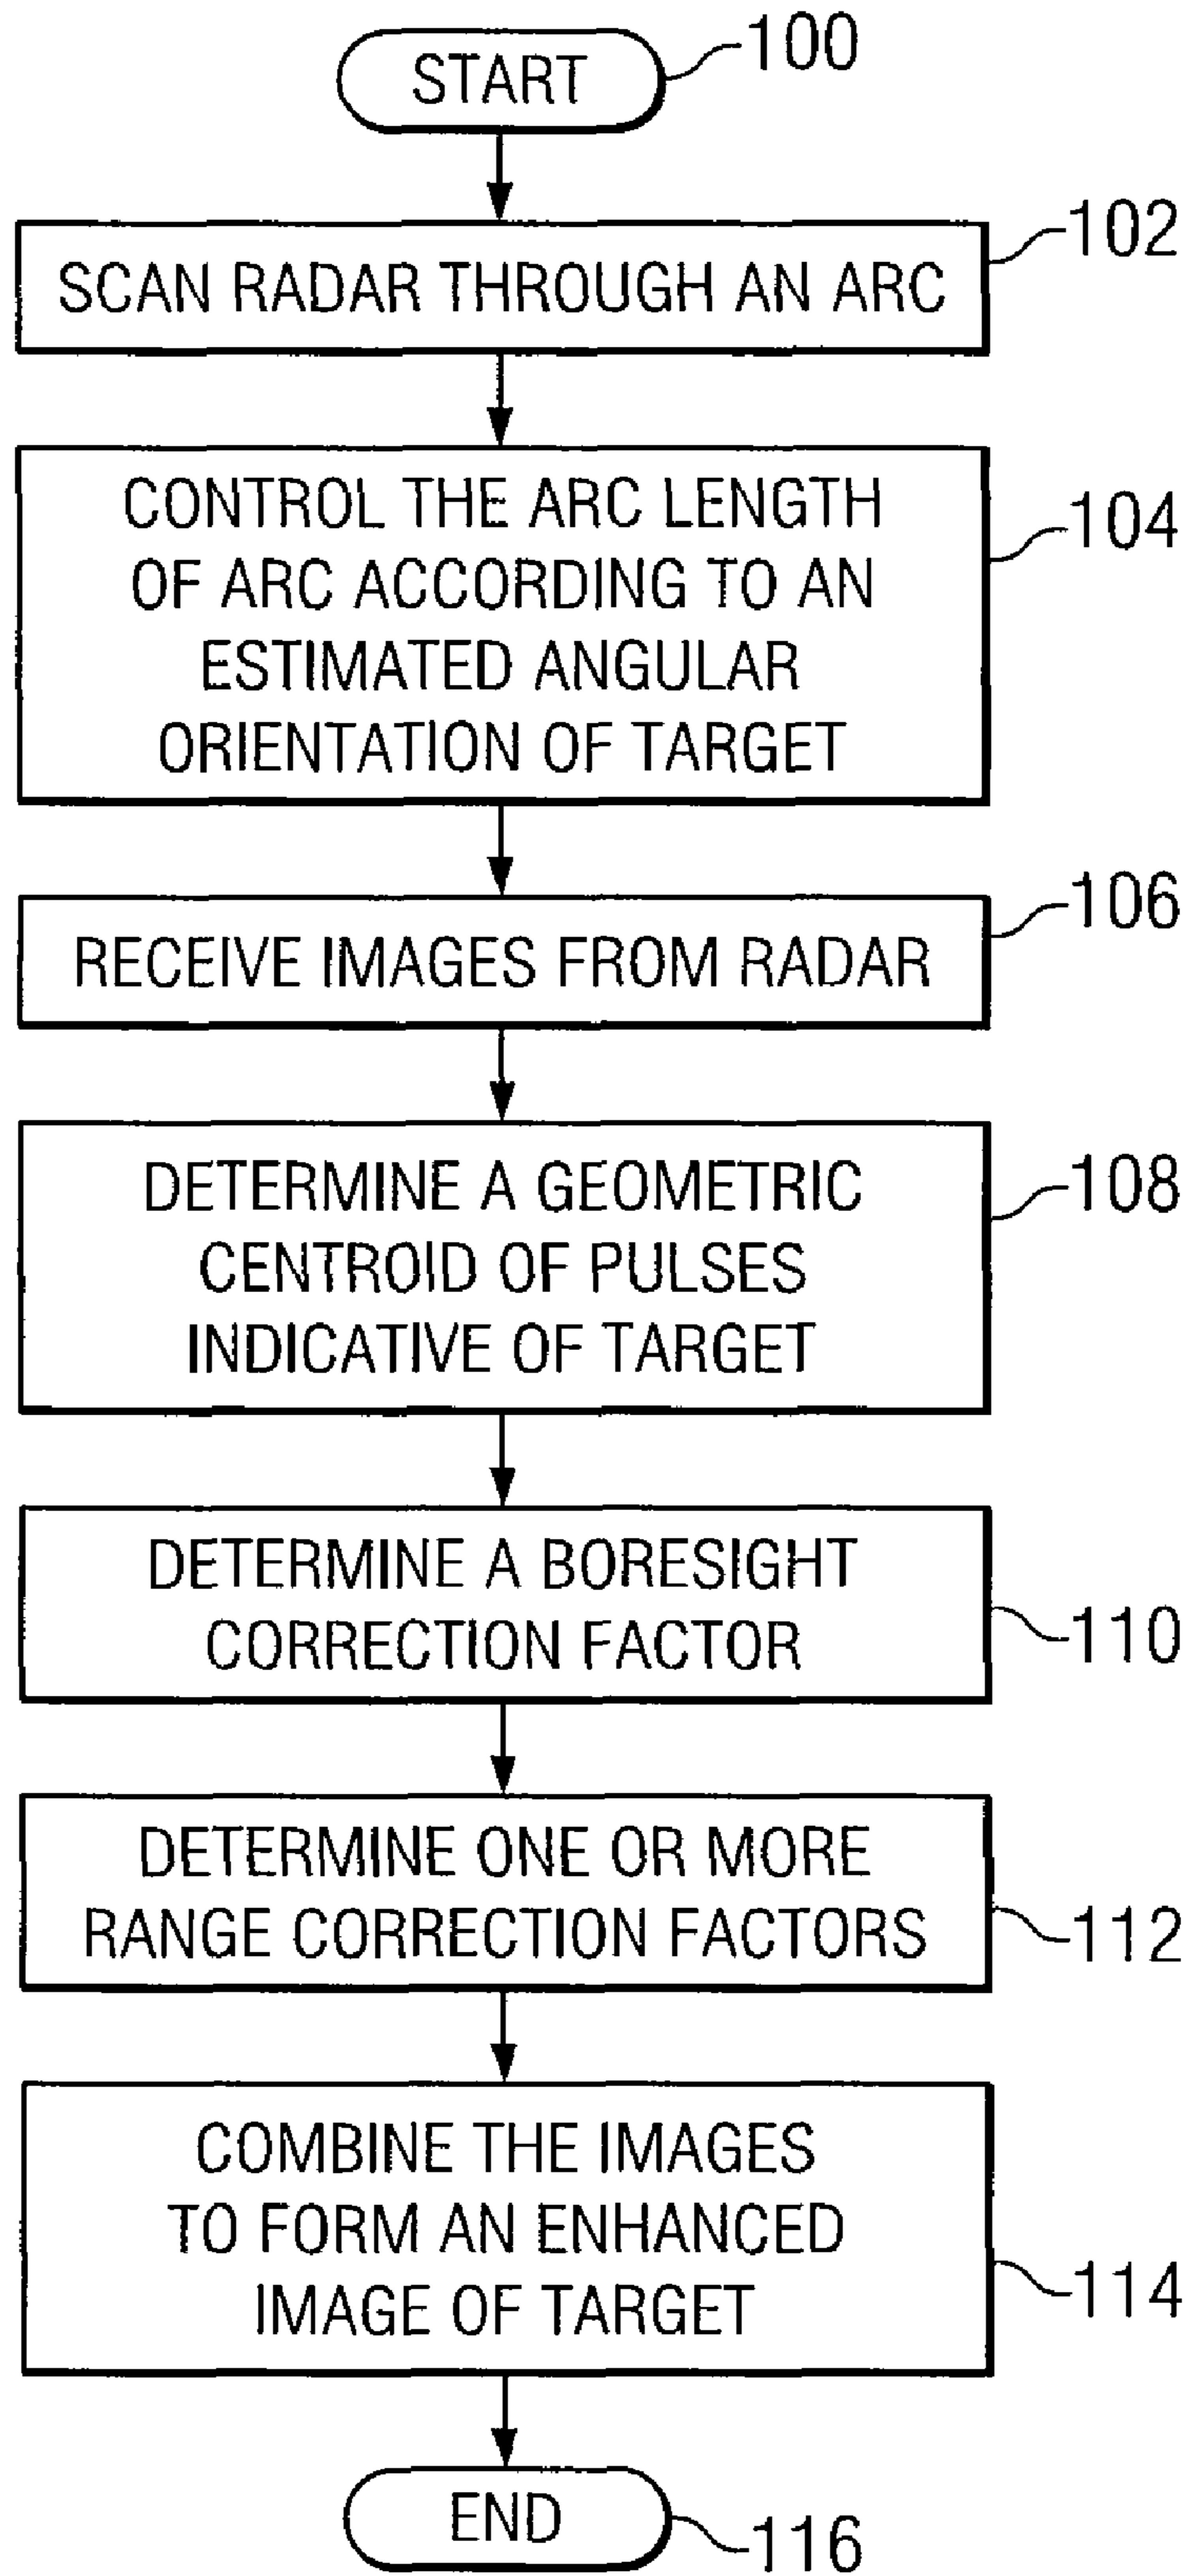 START
100
SCAN RADAR THROUGH AN ARC
102
CONTROL THE ARC LENGTH
OF ARC ACCORDING TO AN
ESTIMATED ANGULAR
ORIENTATION OF TARGET
104
RECEIVE IMAGES FROM RADAR
106
DETERMINE A GEOMETRIC
CENTROID OF PULSES
INDICATIVE OF TARGET
108
DETERMINE A BORESIGHT
CORRECTION FACTOR
110
DETERMINE ONE OR MORE
RANGE CORRECTION FACTORS
112
COMBINE THE IMAGES
TO FORM AN ENHANCED
IMAGE OF TARGET
114
END
116